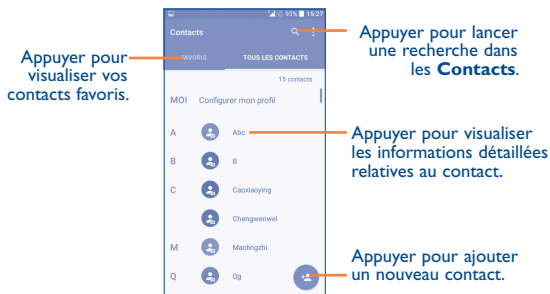 93% 15:27
Contacts
FAVORIS TOUS LES CONTACTS
15 contacts
MOI Configurer mon profil
A Abc
B B
C Caoxiaoying
Chengwenwei
M Maolingzhi
Q Qg
Appuyer pour
visualiser vos
contacts favoris.
Appuyer pour lancer
une recherche dans
les Contacts.
Appuyer pour visualiser
les informations détaillées
relatives au contact.
Appuyer pour ajouter
un nouveau contact.